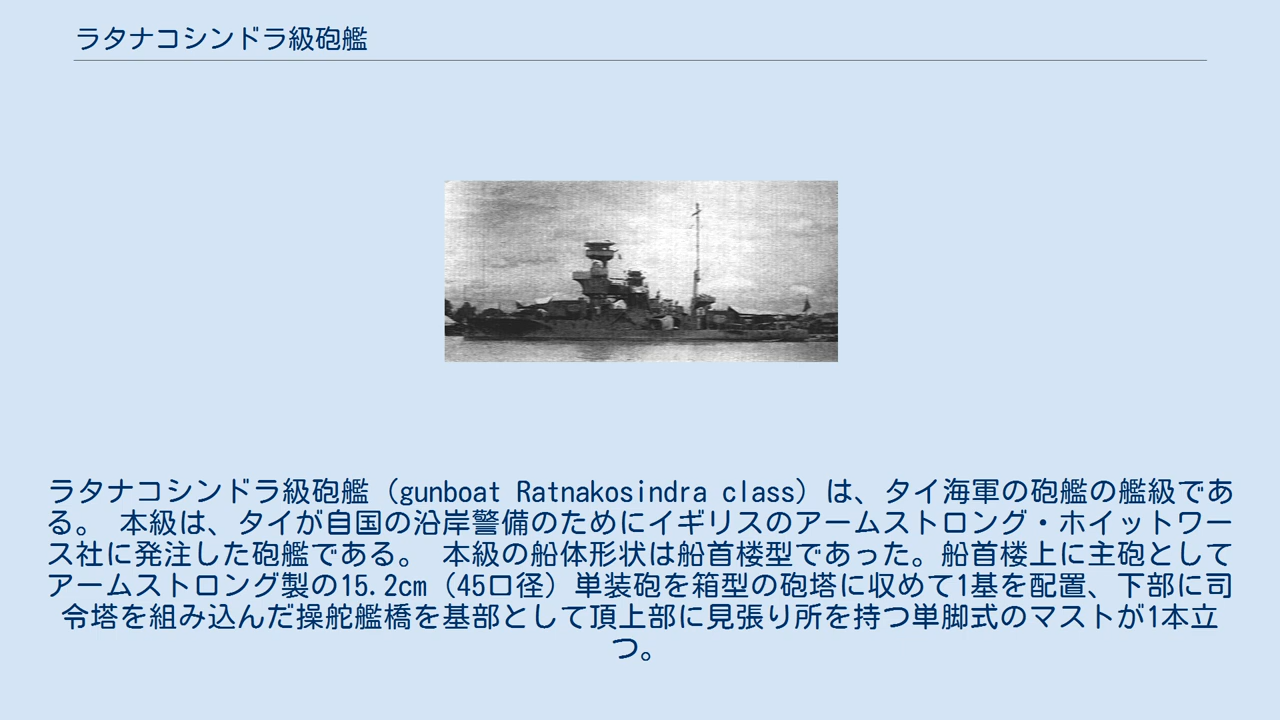 ラタナコシンドラ級砲艦
ラタナコシンドラ級砲艦（gunboat Ratnakosindra class）は、タイ海軍の砲艦の艦級であ
る。 本級は、タイが自国の沿岸警備のためにイギリスのアームストロング・ホイットワー
ス社に発注した砲艦である。 本級の船体形状は船首楼型であった。船首楼上に主砲として
アームストロング製の15.2cm（45口径）単装砲を箱型の砲塔に収めて1基を配置、下部に司
令塔を組み込んだ操舵艦橋を基部として頂上部に見張り所を持つ単脚式のマストが1本立
つ。